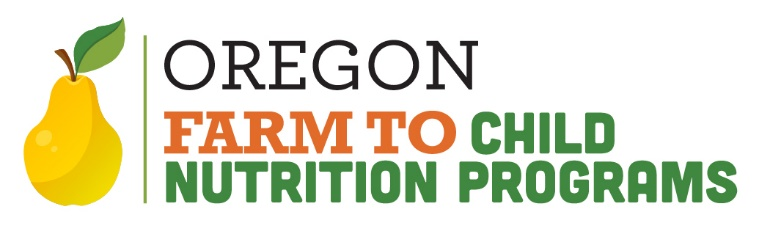 OREGON
FARM TO CHILD
NUTRITION PROGRAMS